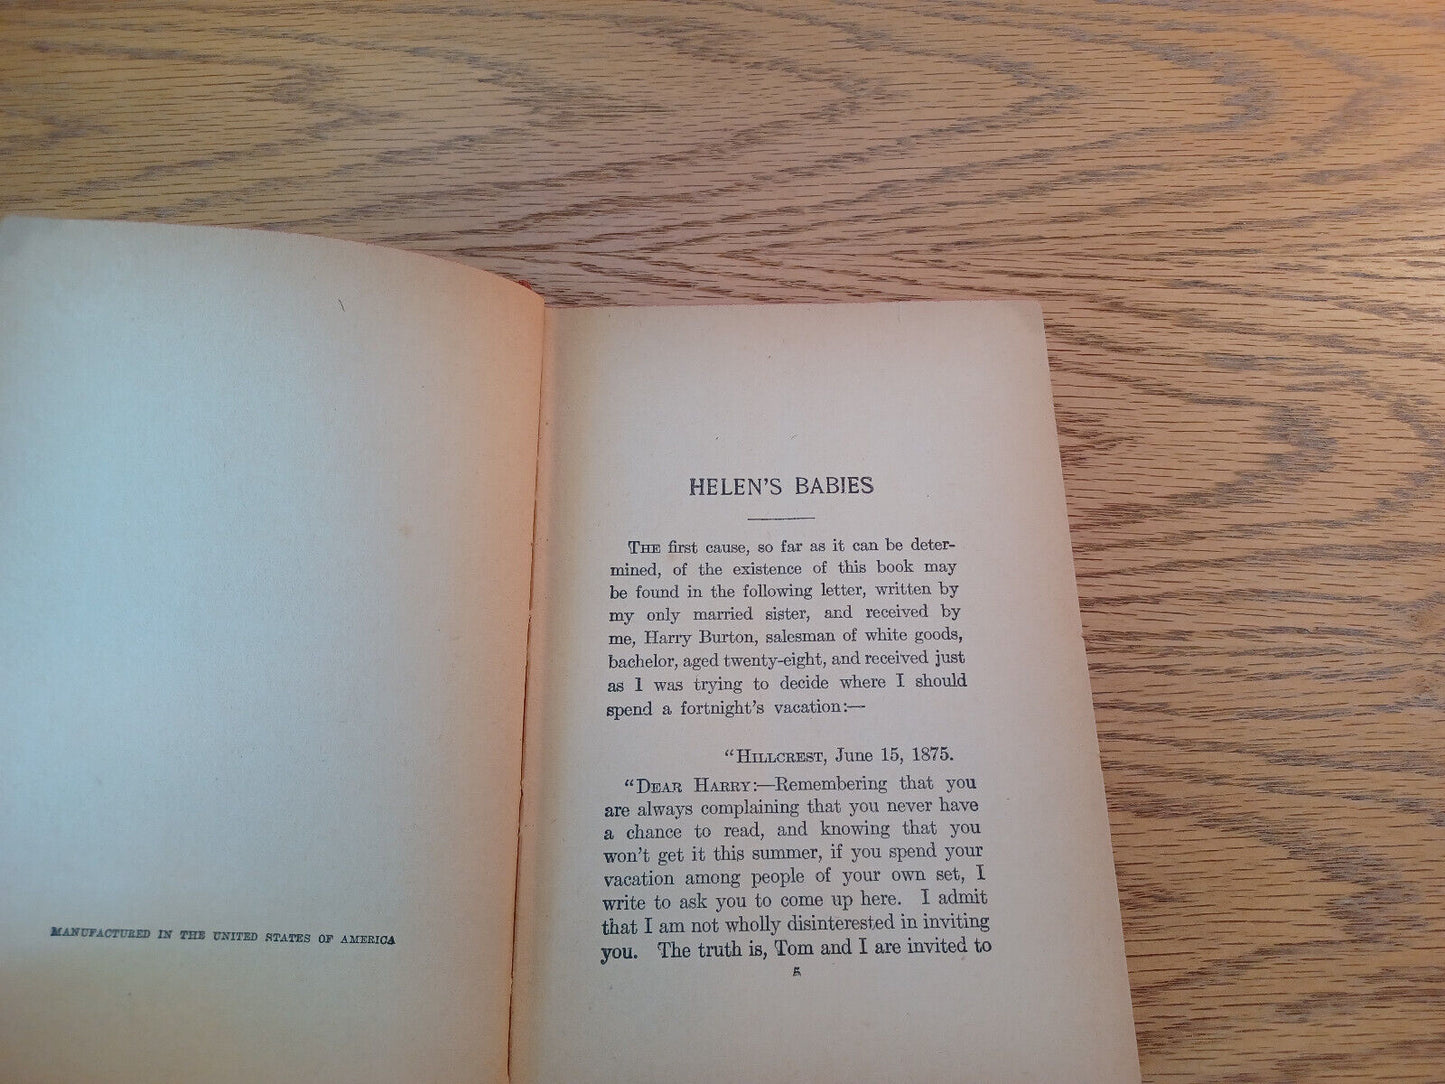 MANUFACTURED IN THE UNITED STATES OF AMERICA
HELEN'S BABIES
THE first cause, so far as it can be deter-
mined, of the existence of this book may
be found in the following letter, written by
my only married sister, and received by
me, Harry Burton, salesman of white goods,
bachelor, aged twenty-eight, and received just
as I was trying to decide where I should
spend a fortnight's vacation:—
"HILLCREST, June 15, 1875.
"DEAR HARRY:—Remembering that you
are always complaining that you never have
a chance to read, and knowing that you
won't get it this summer, if you spend your
vacation among people of your own set, I
write to ask you to come up here. I admit
that I am not wholly disinterested in inviting
you. The truth is, Tom and I are invited to
5